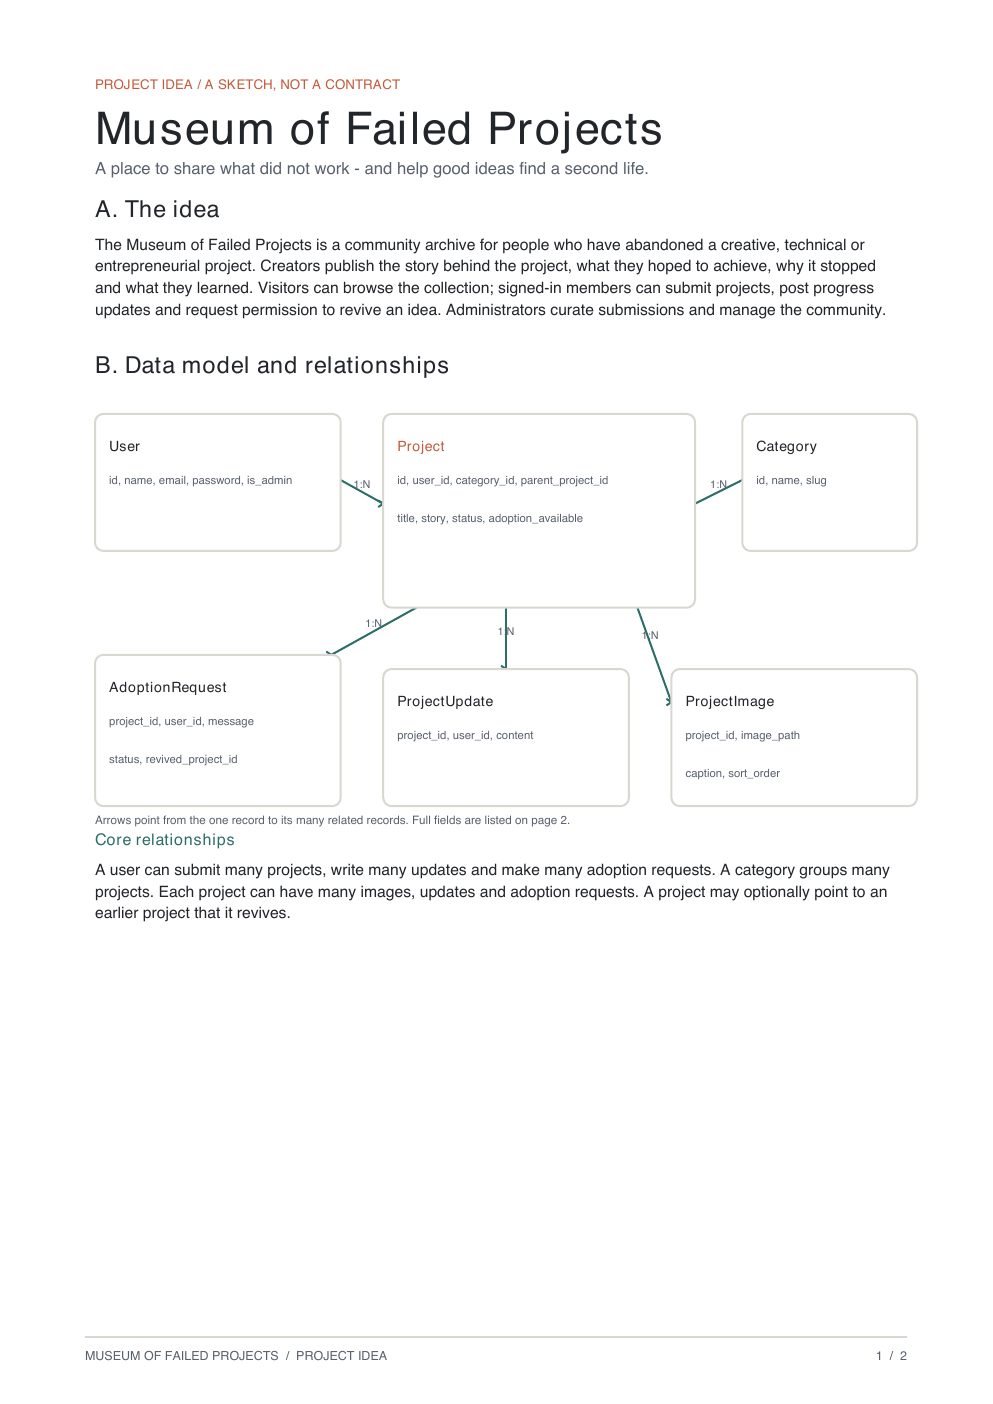 PROJECT IDEA / A SKETCH, NOT A CONTRACT
Museum of Failed Projects
A place to share what did not work - and help good ideas find a second life.
A. The idea
The Museum of Failed Projects is a community archive for people who have abandoned a creative, technical or
entrepreneurial project. Creators publish the story behind the project, what they hoped to achieve, why it stopped
and what they learned. Visitors can browse the collection; signed-in members can submit projects, post progress
updates and request permission to revive an idea. Administrators curate submissions and manage the community.
B. Data model and relationships
User
id, name, email, password, is_admin
1:N
Project
id, user_id, category_id, parent_project_id
title, story, status, adoption_available
1:N
Category
id, name, slug
1:N
1:N
1:N
AdoptionRequest
project_id, user_id, message
status, revived_project_id
ProjectUpdate
project_id, user_id, content
ProjectImage
project_id, image_path
caption, sort_order
Arrows point from the one record to its many related records. Full fields are listed on page 2.
Core relationships
A user can submit many projects, write many updates and make many adoption requests. A category groups many
projects. Each project can have many images, updates and adoption requests. A project may optionally point to an
earlier project that it revives.
MUSEUM OF FAILED PROJECTS / PROJECT IDEA
1 / 2